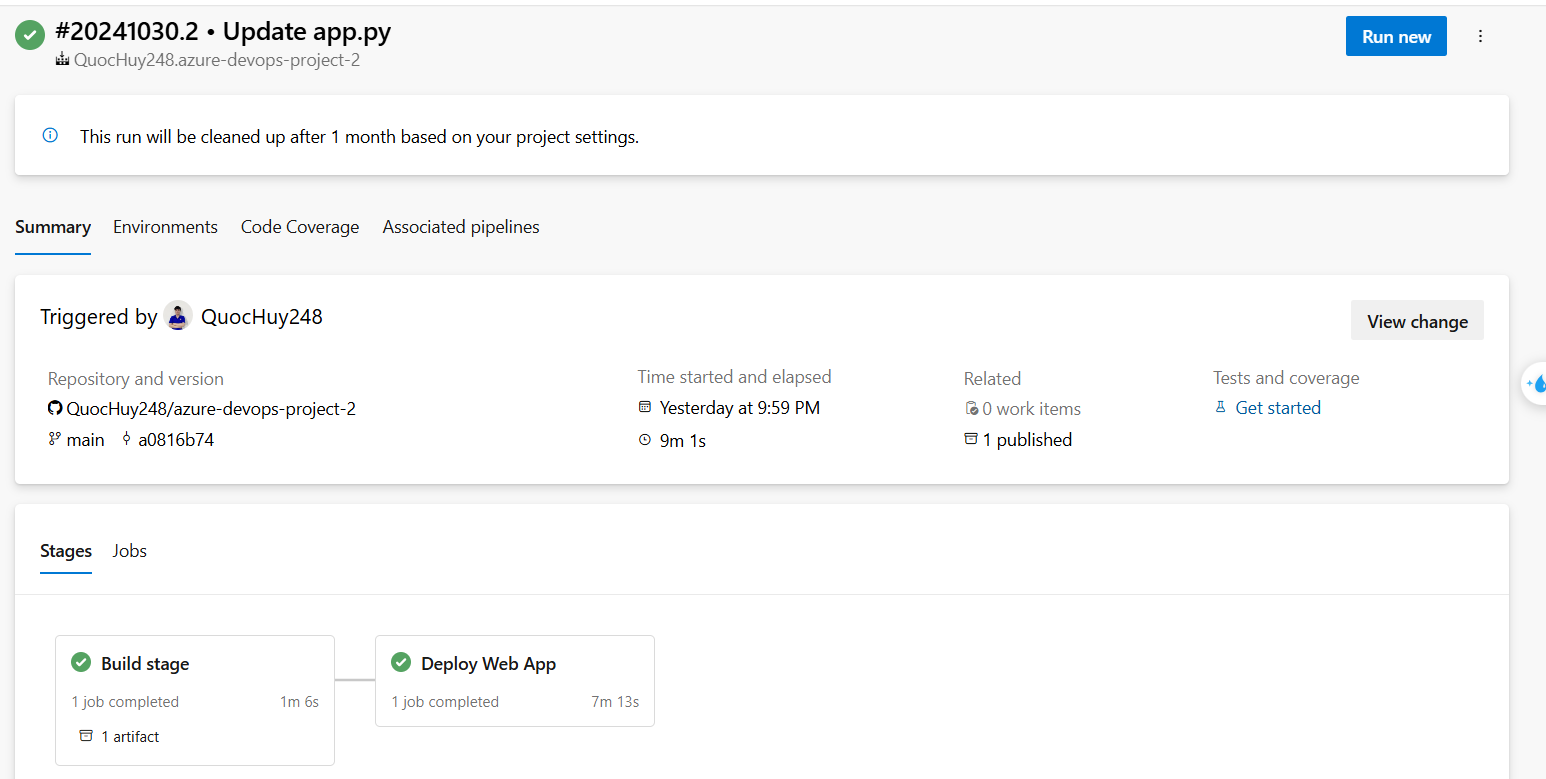 #20241030.2 • Update app.py
Run new
QuocHuy248.azure-devops-project-2
This run will be cleaned up after 1 month based on your project settings.
Summary Environments Code Coverage Associated pipelines
Triggered by QuocHuy248
View change
Repository and version
QuocHuy248/azure-devops-project-2
main a0816b74
Time started and elapsed
Yesterday at 9:59 PM
9m 1s
Related
0 work items
1 published
Tests and coverage
Get started
Stages Jobs
Build stage
1 job completed 1m 6s
1 artifact
Deploy Web App
1 job completed 7m 13s